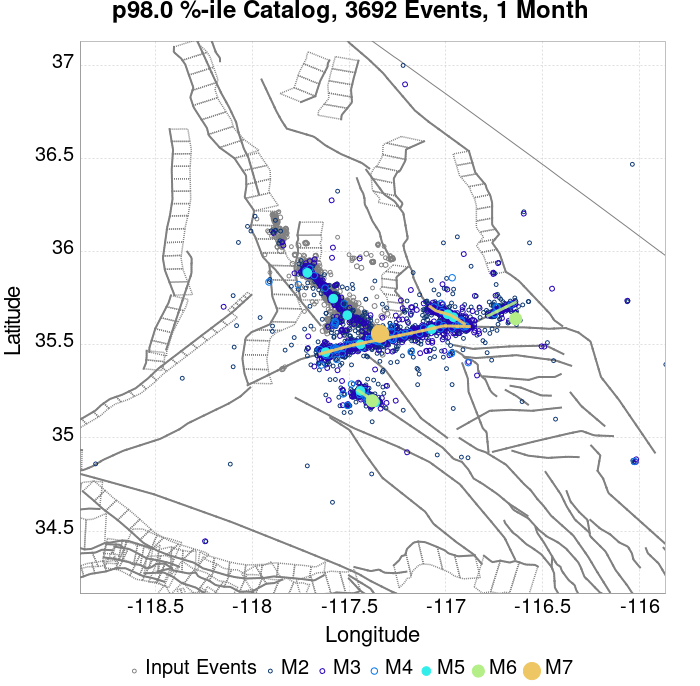 p98.0 %-ile Catalog, 3692 Events, 1 Month
37
36.5
36
35.5
35
34.5
Latitude
-118.5 -118 -117.5 -117 -116.5 -116
Longitude
Input Events M2 M3 M4 M5 M6 M7